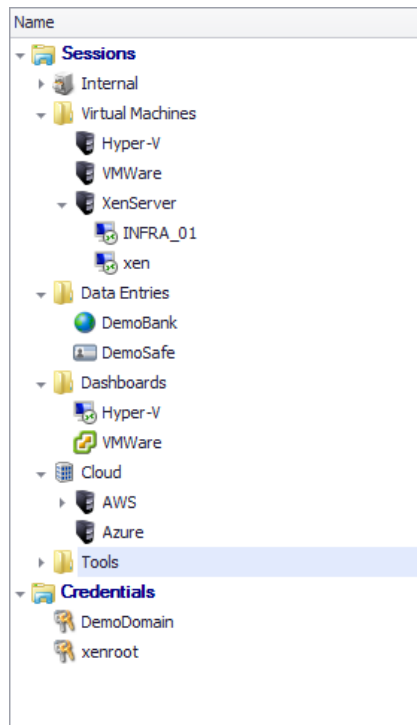 Name
Sessions
Internal
Virtual Machines
Hyper-V
VMWare
XenServer
INFRA_01
xen
Data Entries
DemoBank
DemoSafe
Dashboards
Hyper-V
VMWare
Cloud
AWS
Azure
Tools
Credentials
DemoDomain
xenroot